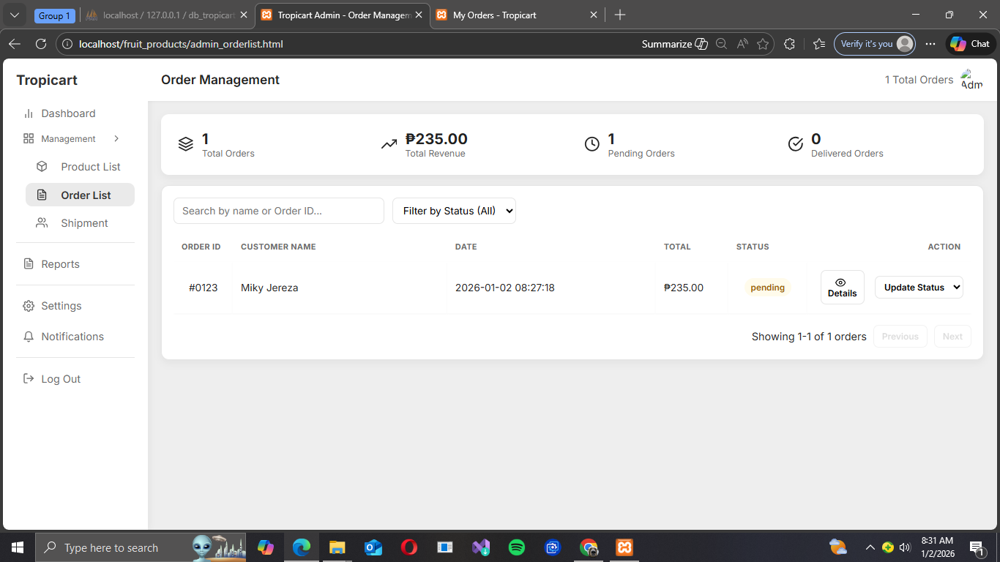 Group 1
localhost / 127.0.0.1 / db_tropicart
Tropicart Admin - Order Managem
My Orders - Tropicart
localhost/fruit_products/admin_orderlist.html
Summarize
Verify it's you
Chat
Tropicart
Order Management
1 Total Orders
Adm
Dashboard
Management
Product List
Order List
Shipment
Reports
Settings
Notifications
Log Out
1
Total Orders
₱235.00
Total Revenue
1
Pending Orders
0
Delivered Orders
Search by name or Order ID...
Filter by Status (All)
ORDER ID CUSTOMER NAME DATE TOTAL STATUS ACTION
#0123 Miky Jereza 2026-01-02 08:27:18 ₱235.00 pending Details Update Status
Showing 1-1 of 1 orders Previous Next
Type here to search
8:31 AM
1/2/2026
1